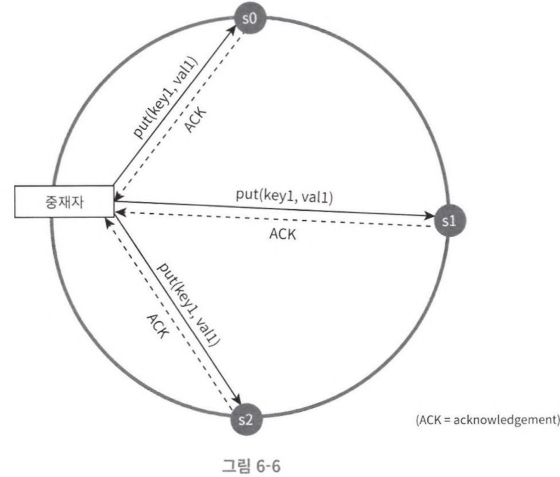 s0
put(key1, val1)
ACK
중재자
put(key1, val1)
s1
ACK
put(key1, val1)
ACK
s2
(ACK = acknowledgement)
그림 6-6